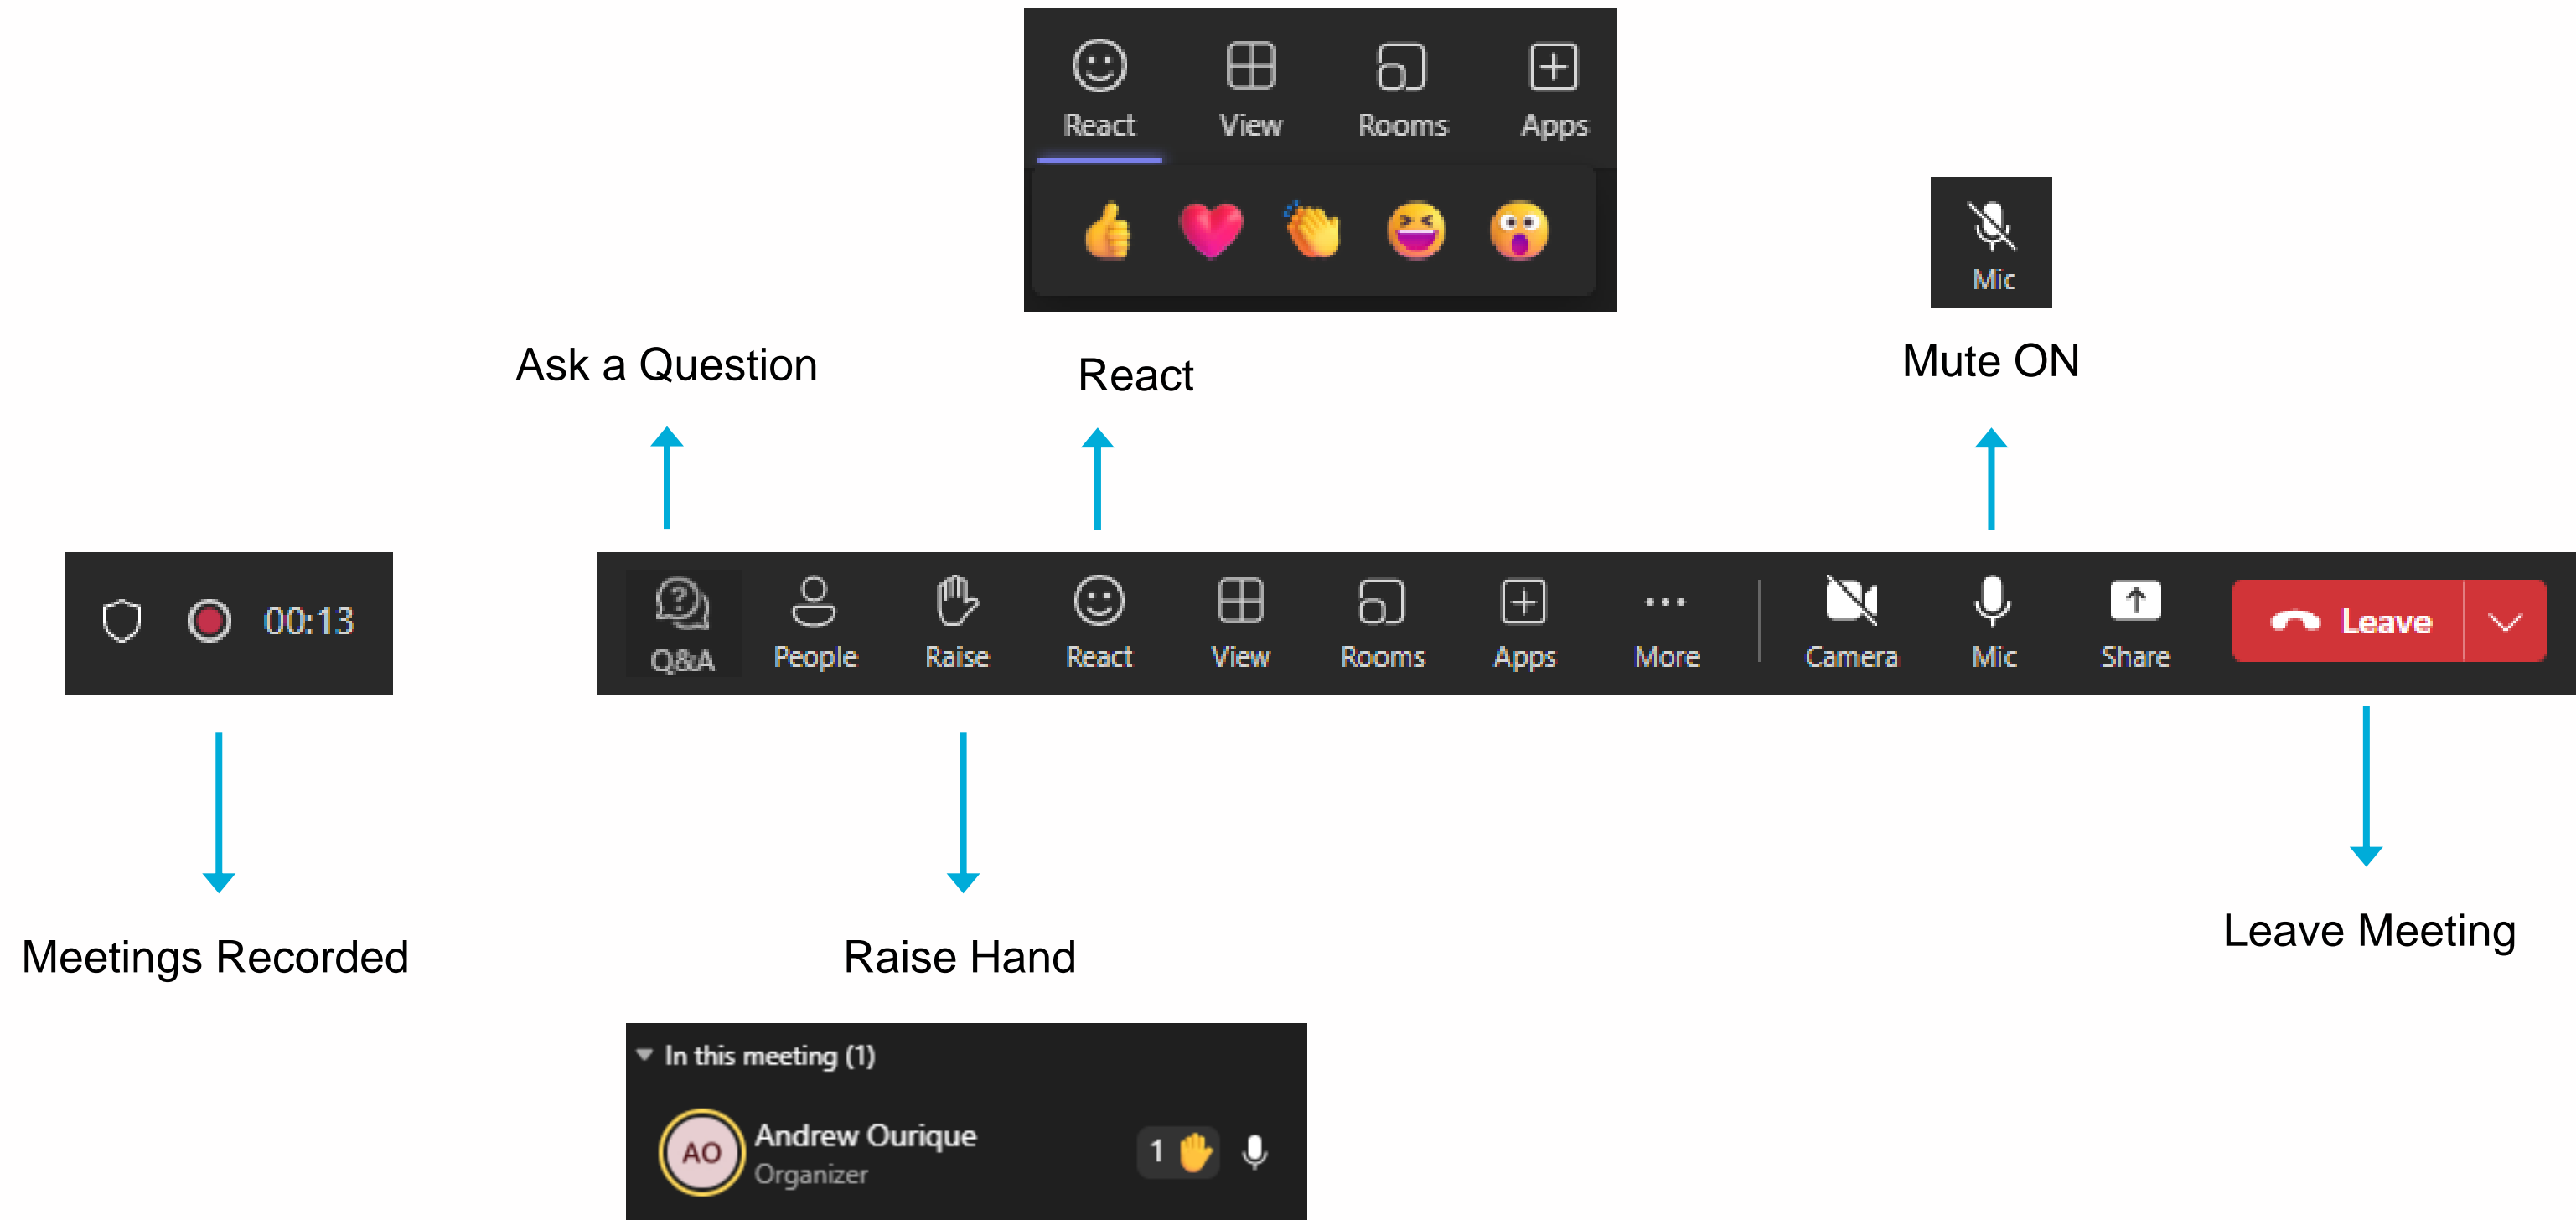 React View Rooms Apps
Mic
Ask a Question
React
Mute ON
00:13
Q&A People Raise React View Rooms Apps More Camera Mic Share Leave
Meetings Recorded
Raise Hand
Leave Meeting
In this meeting (1)
AO Andrew Ourique 1
Organizer